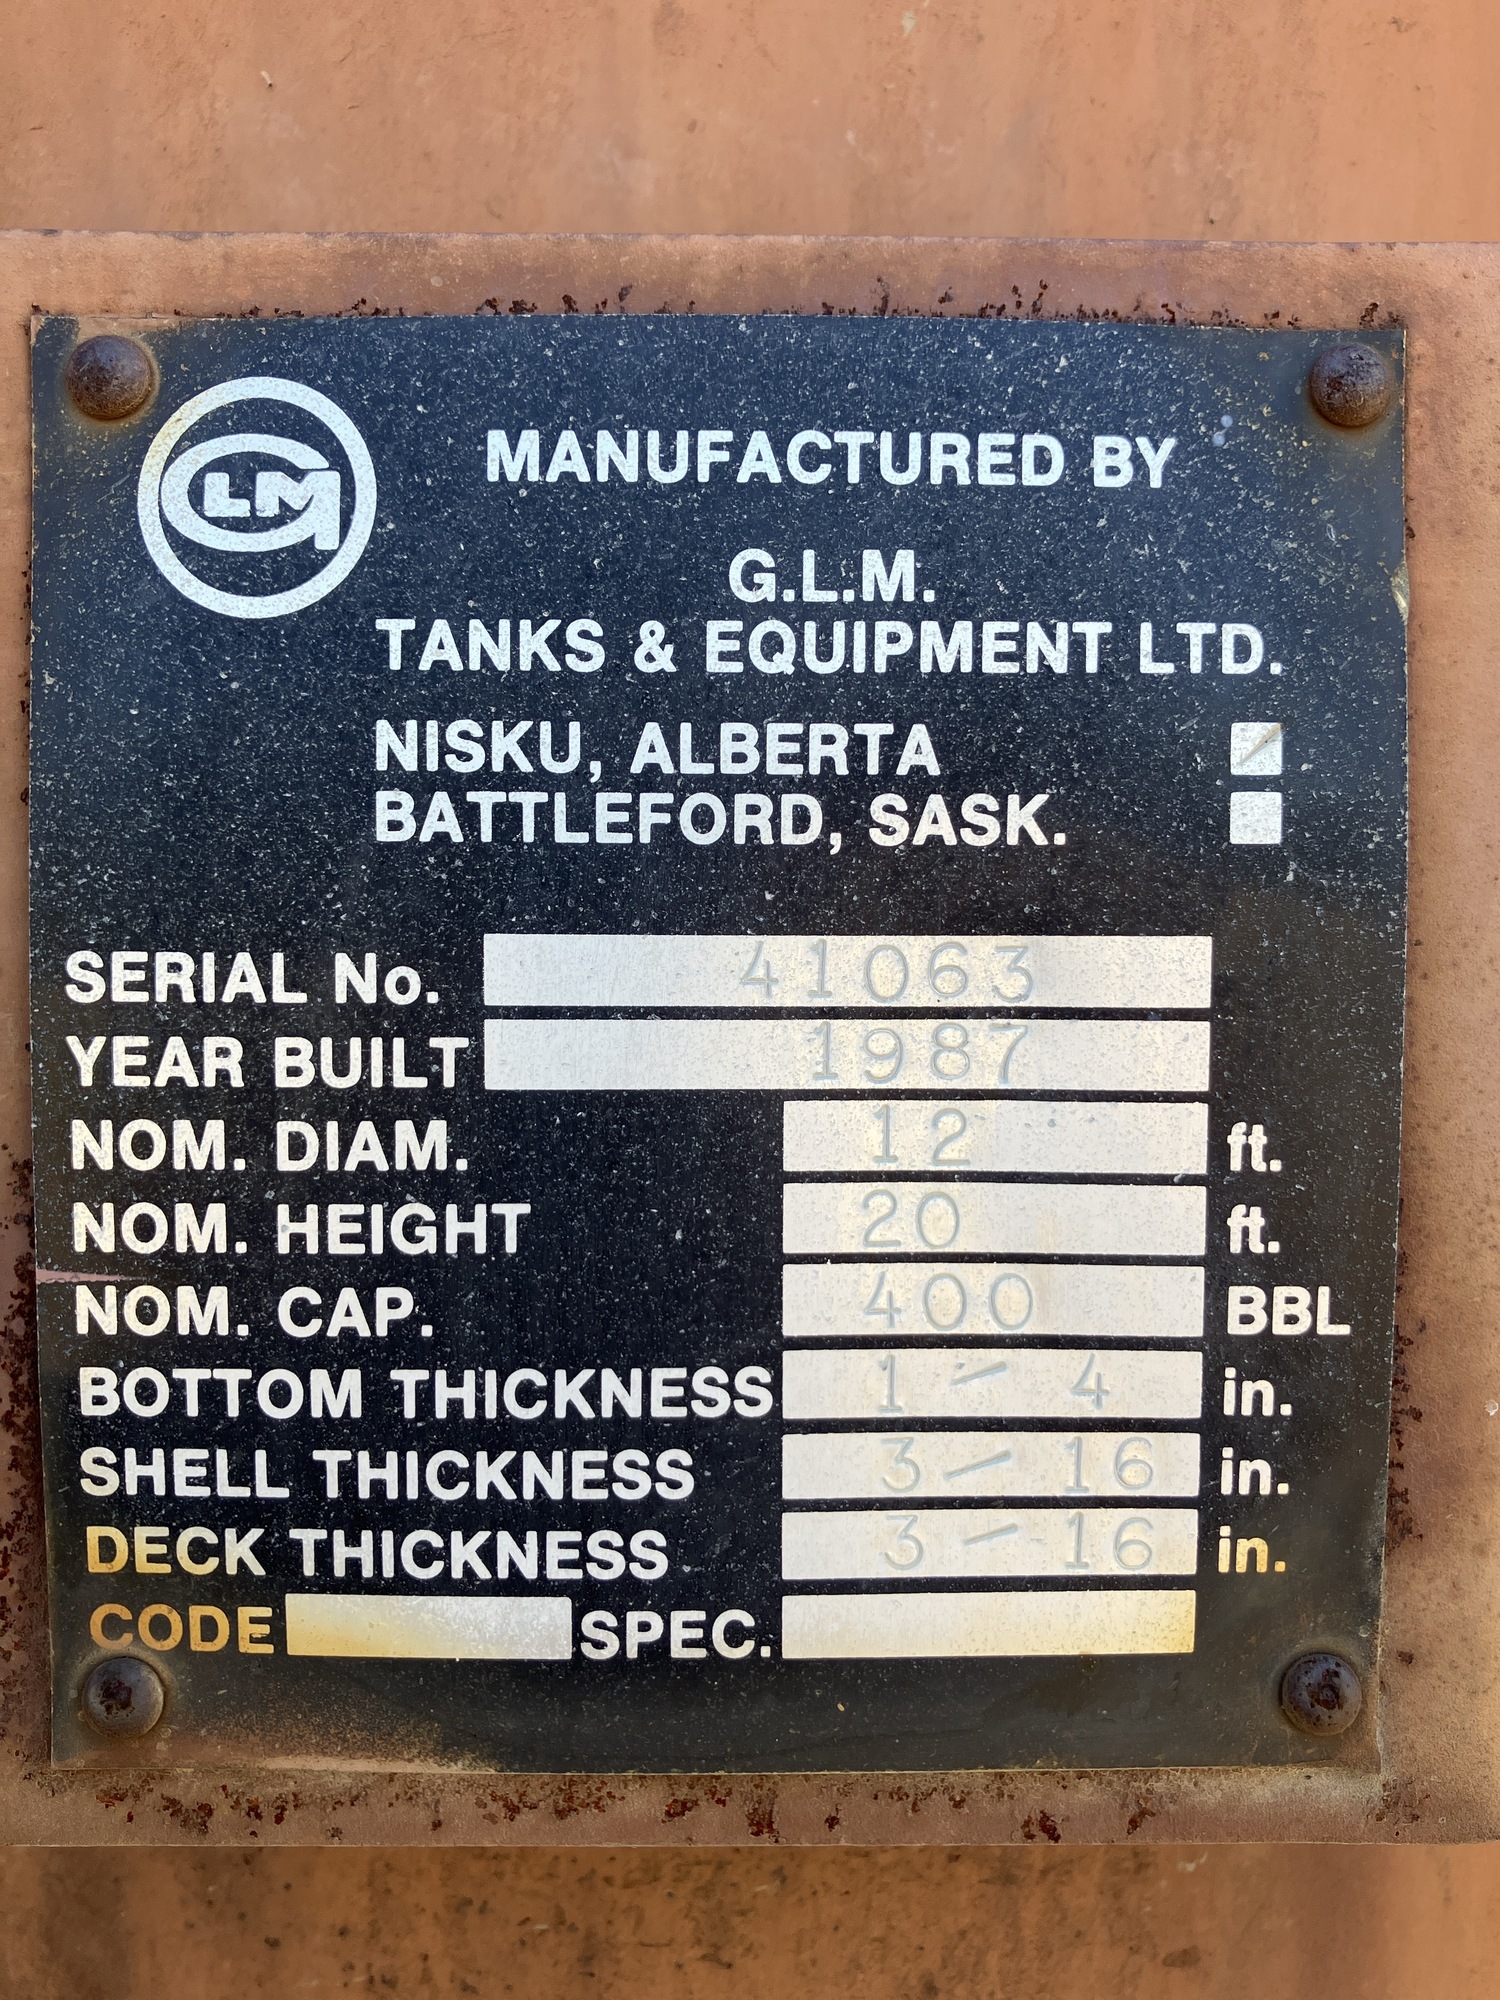 GLM
MANUFACTURED BY
G.L.M.
TANKS & EQUIPMENT LTD.
NISKU, ALBERTA
BATTLEFORD, SASK.
SERIAL No. 41063
YEAR BUILT 1987
NOM. DIAM. 12 ft.
NOM. HEIGHT 20 ft.
NOM. CAP. 400 BBL
BOTTOM THICKNESS 1 - 4 in.
SHELL THICKNESS 3 - 16 in.
DECK THICKNESS 3 - 16 in.
CODE SPEC.